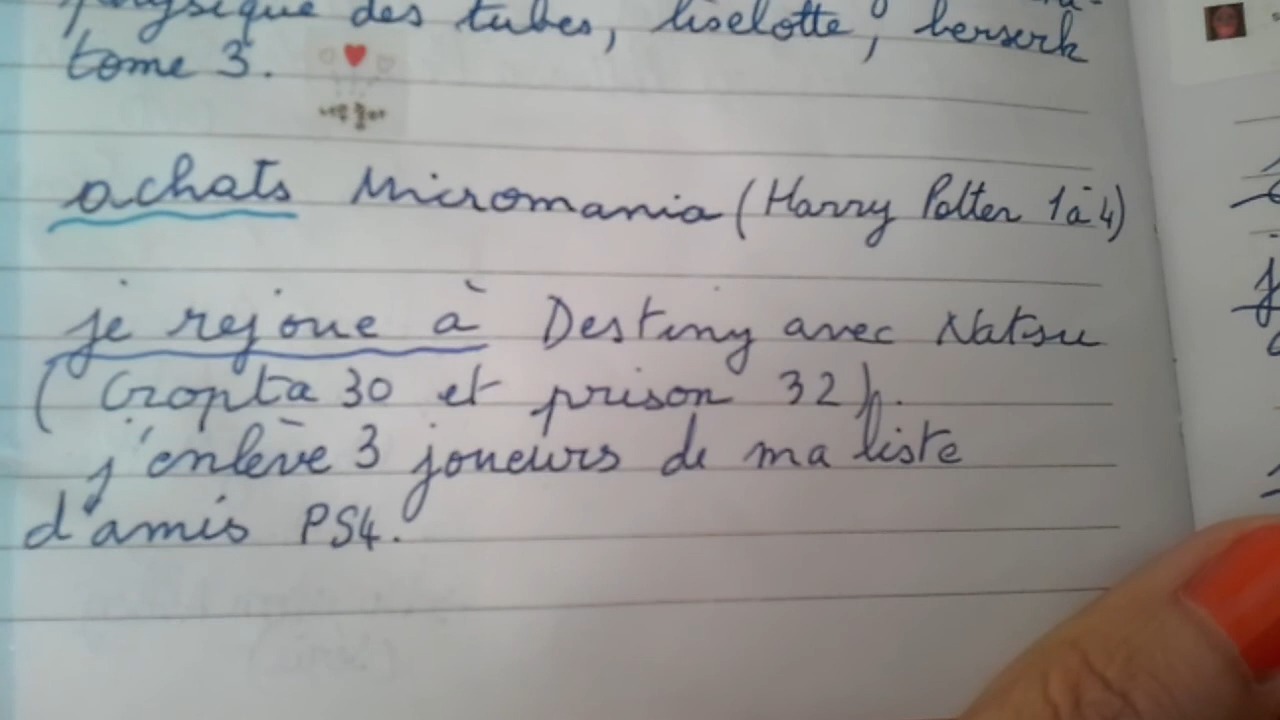 physique des tubes, liselotte, berserk
tome 3.
achats Micromania (Harry Potter 1 à 4)
je rejoue à Destiny avec Natsu
(Cropta 30 et prison 32).
j'enlève 3 joueurs de ma liste
d'amis PS4.